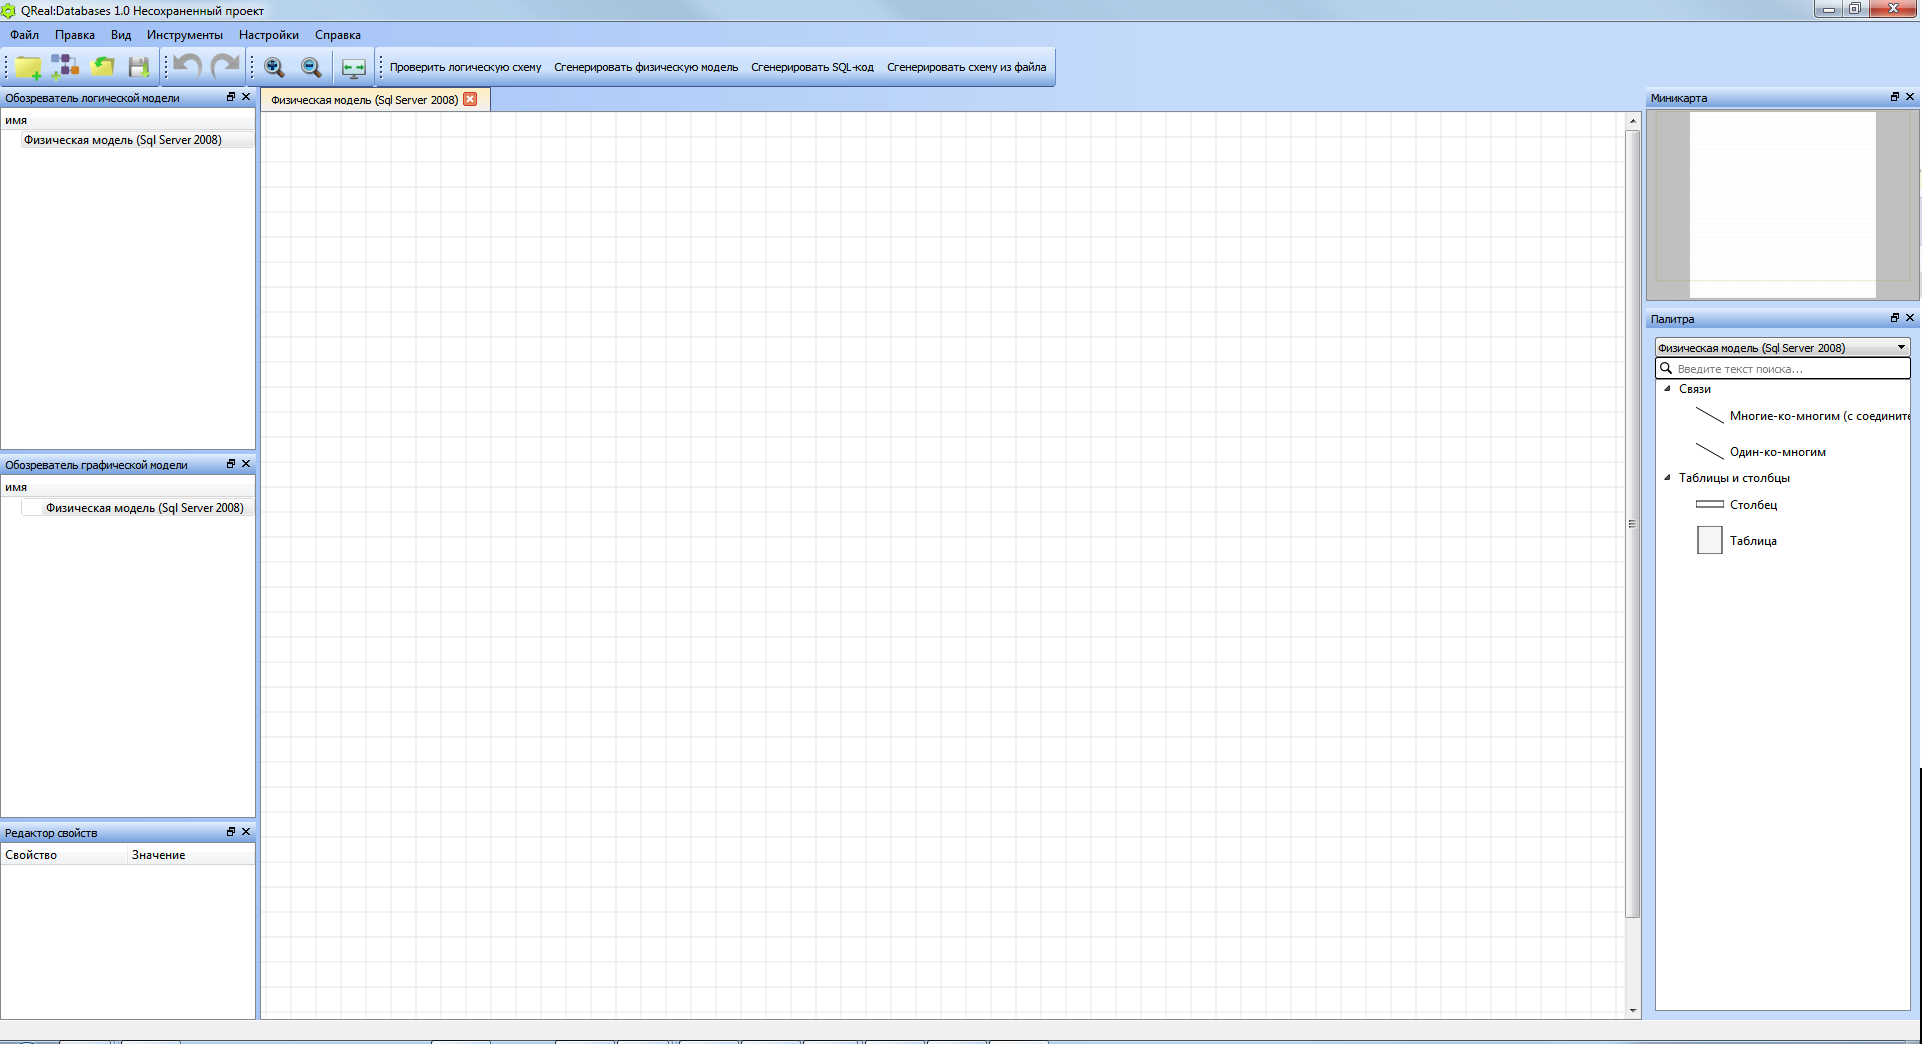 QReal:Databases 1.0 Несохраненный проект
Файл Правка Вид Инструменты Настройки Справка
Проверить логическую схему Сгенерировать физическую модель Сгенерировать SQL-код Сгенерировать схему из файла
Обозреватель логической модели
имя
Физическая модель (Sql Server 2008)
Обозреватель графической модели
имя
Физическая модель (Sql Server 2008)
Редактор свойств
Свойство Значение
Физическая модель (Sql Server 2008)
Миникарта
Палитра
Физическая модель (Sql Server 2008)
Введите текст поиска...
Связи
Многие-ко-многим (с соедините
Один-ко-многим
Таблицы и столбцы
Столбец
Таблица